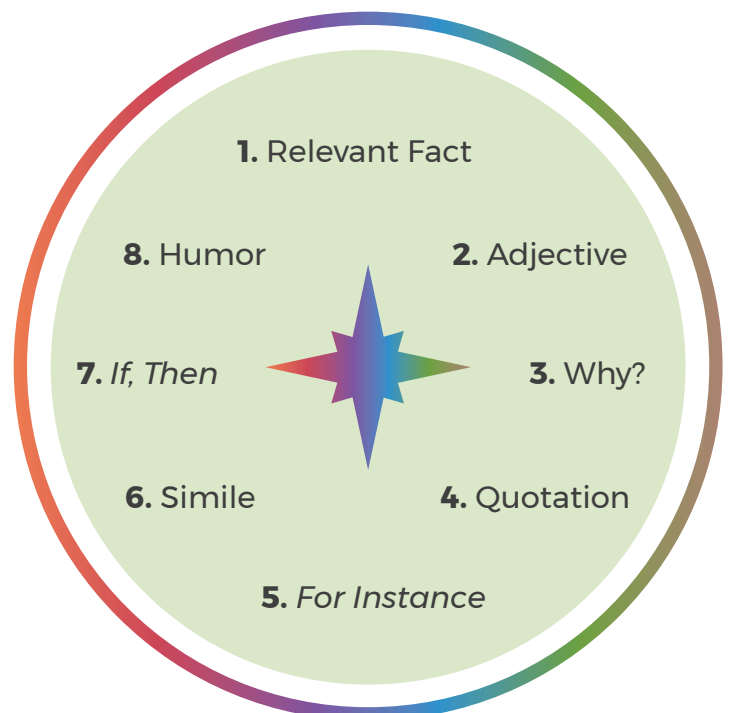 1. Relevant Fact
2. Adjective
3. Why?
4. Quotation
5. For Instance
6. Simile
7. If, Then
8. Humor